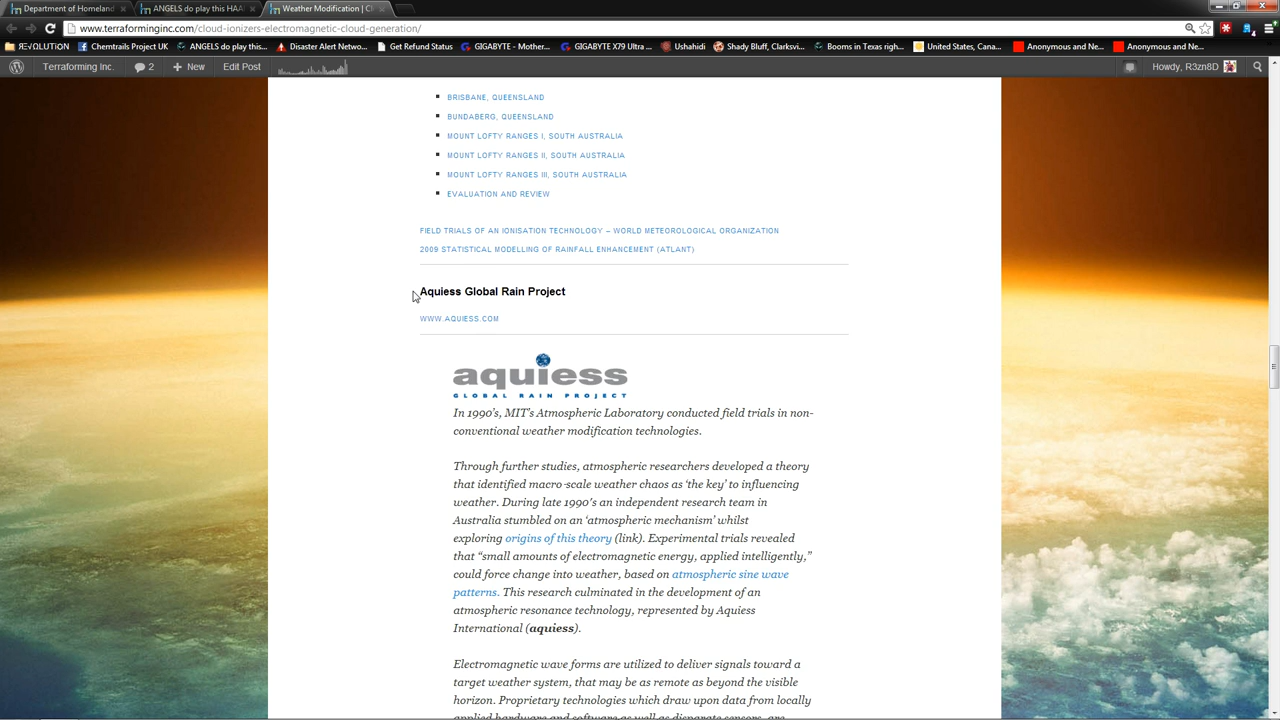 Department of Homeland
ANGELS do play this HAA
Weather Modification | Cl
www.terraforminginc.com/cloud-ionizers-electromagnetic-cloud-generation/
ЯƎVOLUTION
Chemtrails Project UK
ANGELS do play this...
Disaster Alert Netwo...
Get Refund Status
GIGABYTE - Mother...
GIGABYTE X79 Ultra ...
Ushahidi
Shady Bluff, Clarksvi...
Booms in Texas righ...
United States, Cana...
Anonymous and Ne...
Anonymous and Ne...
Terraforming Inc.
2
New
Edit Post
Howdy, R3zn8D
BRISBANE, QUEENSLAND
BUNDABERG, QUEENSLAND
MOUNT LOFTY RANGES I, SOUTH AUSTRALIA
MOUNT LOFTY RANGES II, SOUTH AUSTRALIA
MOUNT LOFTY RANGES III, SOUTH AUSTRALIA
EVALUATION AND REVIEW
FIELD TRIALS OF AN IONISATION TECHNOLOGY – WORLD METEOROLOGICAL ORGANIZATION
2009 STATISTICAL MODELLING OF RAINFALL ENHANCEMENT (ATLANT)
Aquiess Global Rain Project
WWW.AQUIESS.COM
aquiess
GLOBAL RAIN PROJECT
In 1990's, MIT's Atmospheric Laboratory conducted field trials in non-
conventional weather modification technologies.
Through further studies, atmospheric researchers developed a theory
that identified macro-scale weather chaos as 'the key' to influencing
weather. During late 1990's an independent research team in
Australia stumbled on an 'atmospheric mechanism' whilst
exploring origins of this theory (link). Experimental trials revealed
that "small amounts of electromagnetic energy, applied intelligently,"
could force change into weather, based on atmospheric sine wave
patterns. This research culminated in the development of an
atmospheric resonance technology, represented by Aquiess
International (aquiess).
Electromagnetic wave forms are utilized to deliver signals toward a
target weather system, that may be as remote as beyond the visible
horizon. Proprietary technologies which draw upon data from locally
applied hardware and software as well as disparate sensors, are